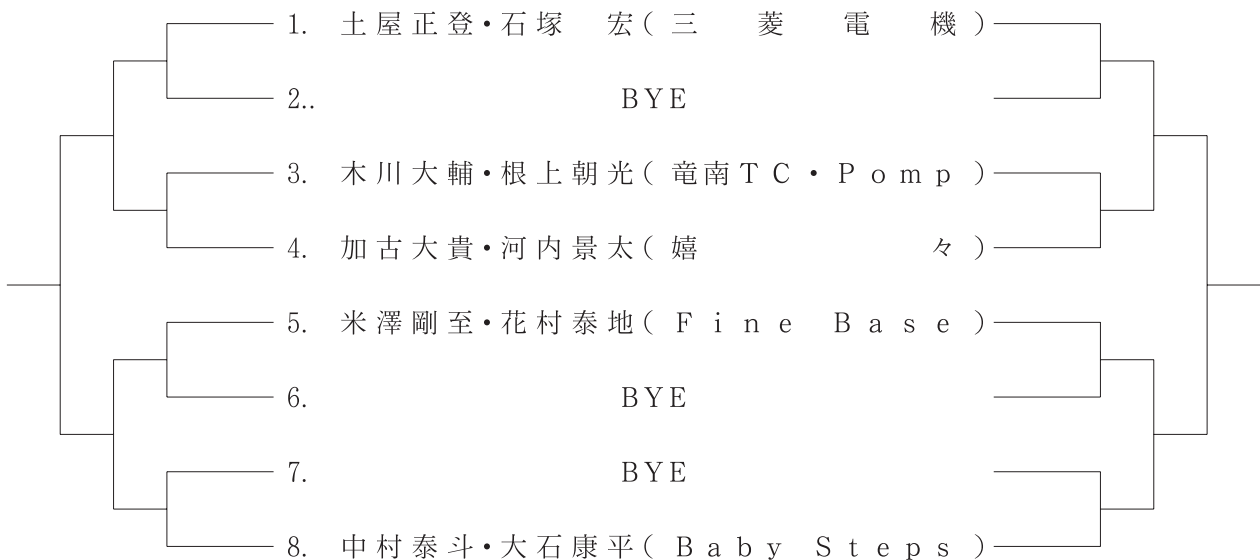 1. 土屋正登・石塚 宏(三菱電機)
2.. BYE
3. 木川大輔・根上朝光(竜南TC・Pomp)
4. 加古大貴・河内景太(嬉々)
5. 米澤剛至・花村泰地(Fine Base)
6. BYE
7. BYE
8. 中村泰斗・大石康平(Baby Steps)